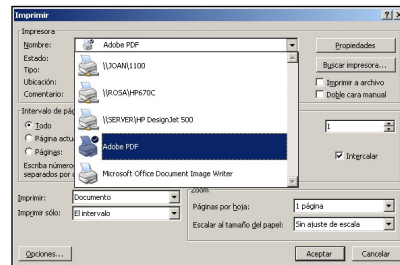 Imprimir
Impresora
Nombre: Adobe PDF Propiedades
Estado: \\JOAN\1100 Buscar impresora...
Tipo:
Ubicación: \\ROSA\HP670C Imprimir a archivo
Comentario: Doble cara manual
Intervalo de pág
\\SERVER\HP DesignJet 500
Todo 1
Página actu
Adobe PDF
Páginas: Intercalar
Escriba número
separados por
Microsoft Office Document Image Writer
Zoom
Imprimir: Documento Páginas por hoja: 1 página
Imprimir sólo: El intervalo Escalar al tamaño del papel: Sin ajuste de escala
Opciones... Aceptar Cancelar